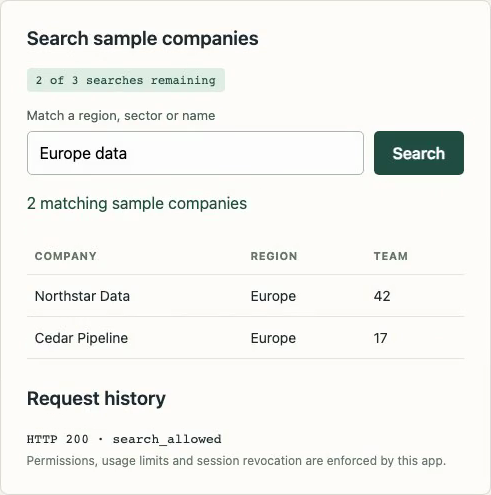 Search sample companies
2 of 3 searches remaining
Match a region, sector or name
Europe data
Search
2 matching sample companies
COMPANY REGION TEAM
Northstar Data Europe 42
Cedar Pipeline Europe 17
Request history
HTTP 200 · search_allowed
Permissions, usage limits and session revocation are enforced by this app.